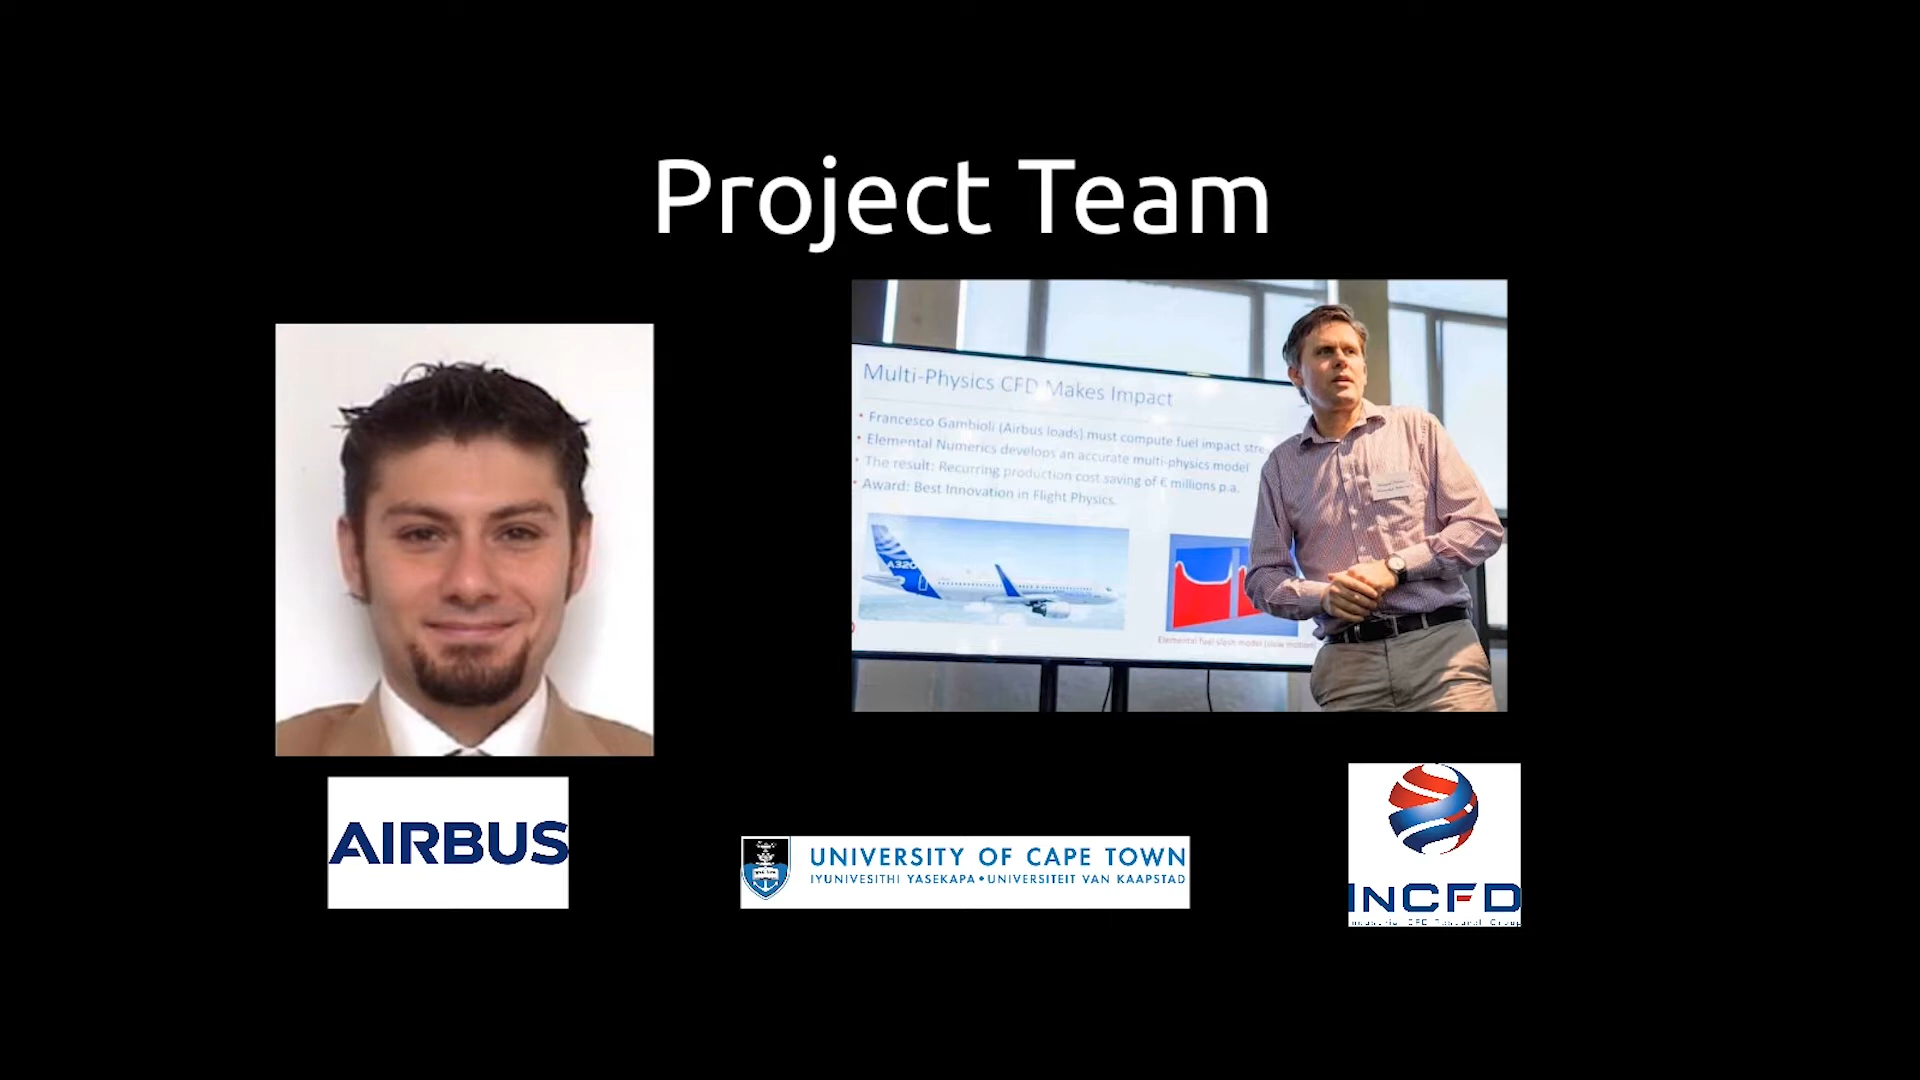 Project Team
Multi-Physics CFD Makes Impact
• Francesco Gambioli (Airbus loads) must compute fuel impact stre
• Elemental Numerics develops an accurate multi-physics model
• The result: Recurring production cost saving of € millions p.a.
• Award: Best Innovation in Flight Physics.
A320
Elemental fuel slosh model (slow motion)
AIRBUS
UNIVERSITY OF CAPE TOWN
IYUNIVESITHI YASEKAPA • UNIVERSITEIT VAN KAAPSTAD
INCFD